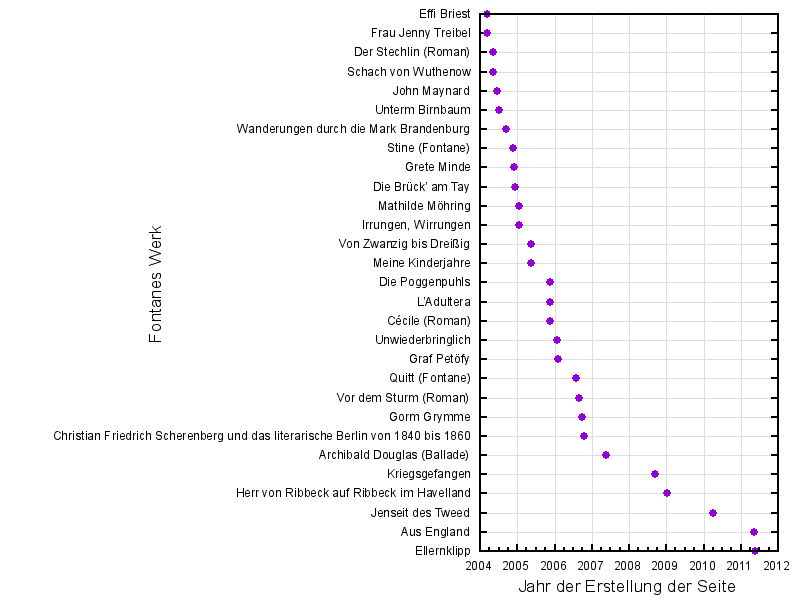 Effi Briest
Frau Jenny Treibel
Der Stechlin (Roman)
Schach von Wuthenow
John Maynard
Unterm Birnbaum
Wanderungen durch die Mark Brandenburg
Stine (Fontane)
Grete Minde
Die Brück' am Tay
Mathilde Möhring
Irrungen, Wirrungen
Von Zwanzig bis Dreißig
Meine Kinderjahre
Die Poggenpuhls
L'Adultera
Cécile (Roman)
Unwiederbringlich
Graf Petöfy
Quitt (Fontane)
Vor dem Sturm (Roman)
Gorm Grymme
Christian Friedrich Scherenberg und das literarische Berlin von 1840 bis 1860
Archibald Douglas (Ballade)
Kriegsgefangen
Herr von Ribbeck auf Ribbeck im Havelland
Jenseit des Tweed
Aus England
Ellernklipp
Fontanes Werk
2004 2005 2006 2007 2008 2009 2010 2011 2012
Jahr der Erstellung der Seite